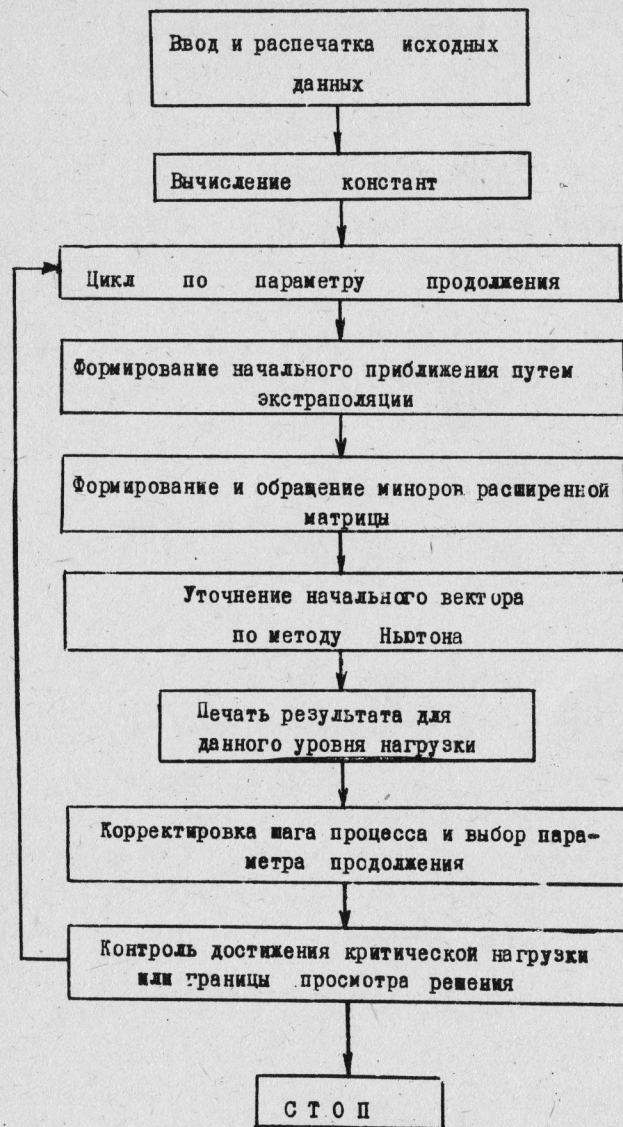 Ввод и распечатка исходных
данных
Вычисление констант
Цикл по параметру продолжения
Формирование начального приближения путем
экстраполяции
Формирование и обращение миноров расширенной
матрицы
Уточнение начального вектора
по методу Ньютона
Печать результата для
данного уровня нагрузки
Корректировка шага процесса и выбор пара-
метра продолжения
Контроль достижения критической нагрузки
или границы просмотра решения
СТОП